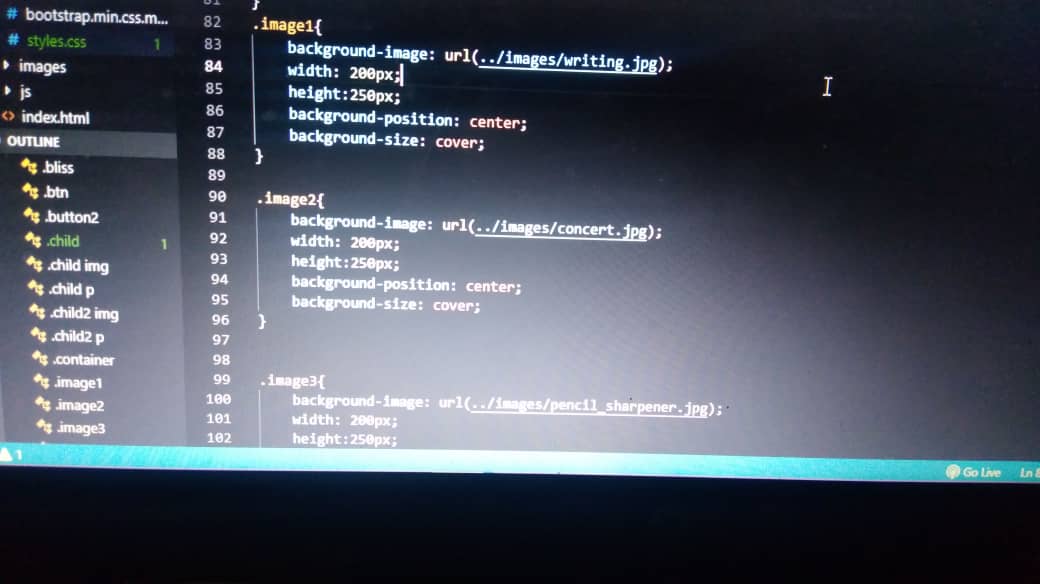 bootstrap.min.css.m...
styles.css 1
images
js
index.html
OUTLINE
.bliss
.btn
.button2
.child 1
.child img
.child p
.child2 img
.child2 p
.container
.image1
.image2
.image3
1
81 }
82 .image1{
83 background-image: url(../images/writing.jpg);
84 width: 200px;
85 height:250px;
86 background-position: center;
87 background-size: cover;
88 }
89
90 .image2{
91 background-image: url(../images/concert.jpg);
92 width: 200px;
93 height:250px;
94 background-position: center;
95 background-size: cover;
96 }
97
98
99 .image3{
100 background-image: url(../images/pencil_sharpener.jpg);
101 width: 200px;
102 height:250px;
Go Live
Ln